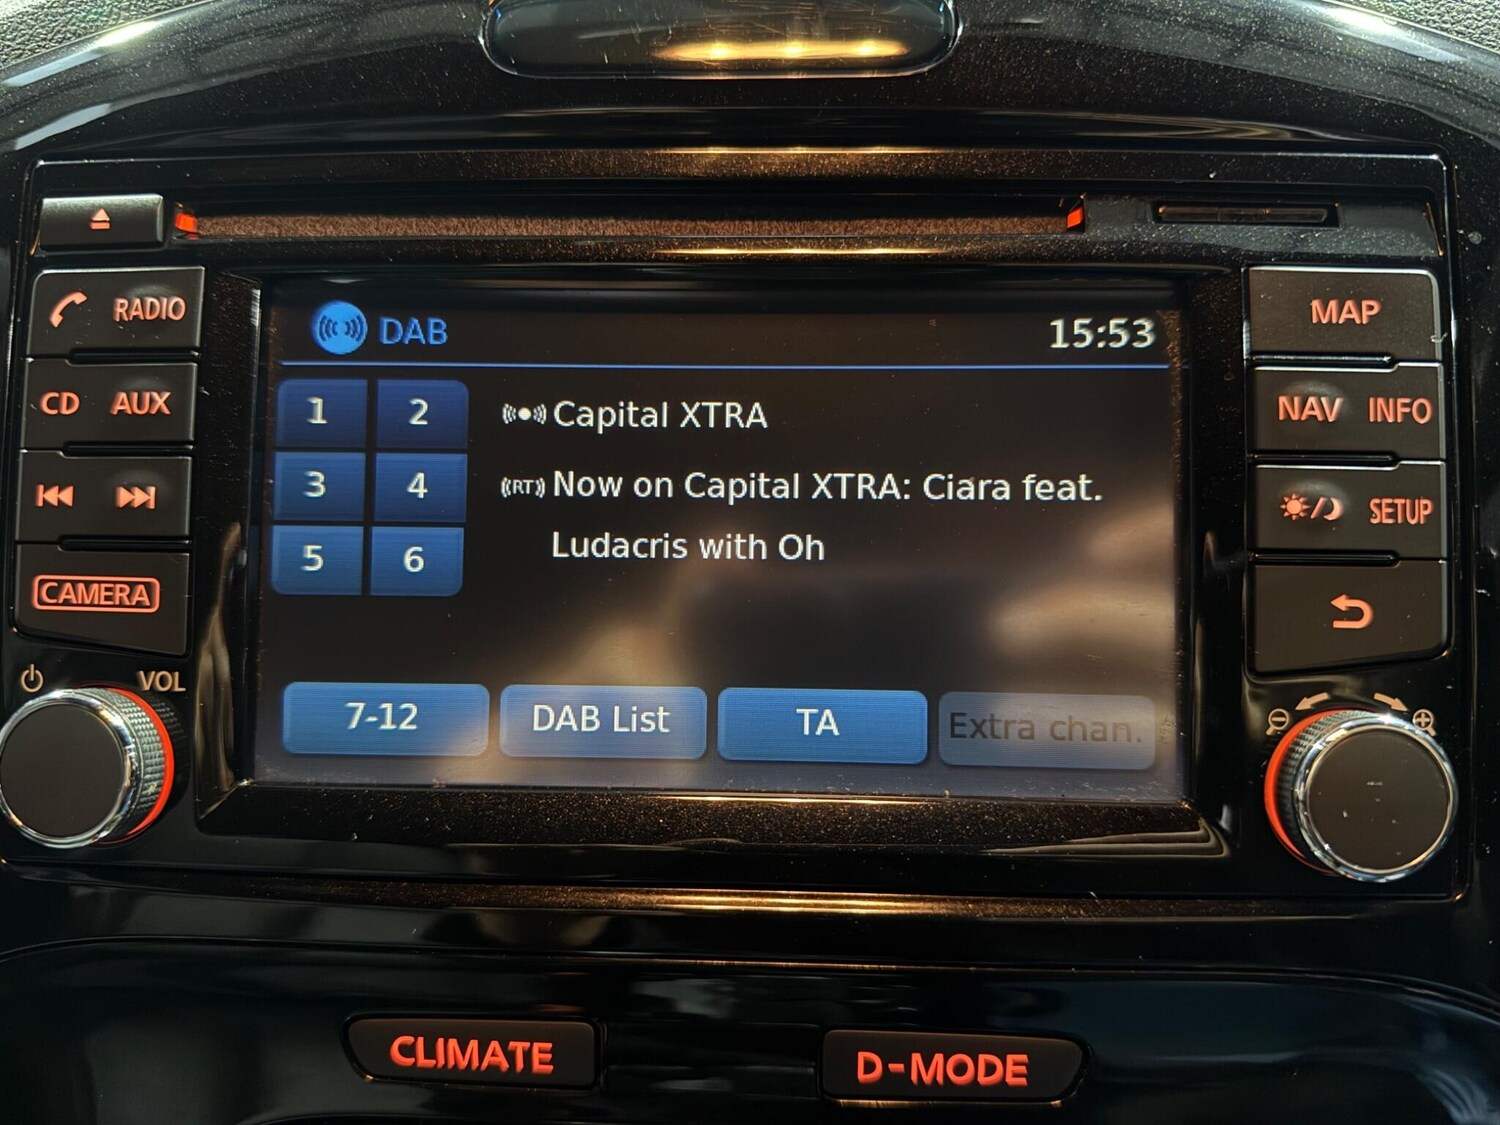 RADIO
CD AUX
CAMERA
VOL
DAB 15:53
1 2
3 4
5 6
Capital XTRA
RT Now on Capital XTRA: Ciara feat.
Ludacris with Oh
7-12 DAB List TA Extra chan.
MAP
NAV INFO
SETUP
CLIMATE D-MODE